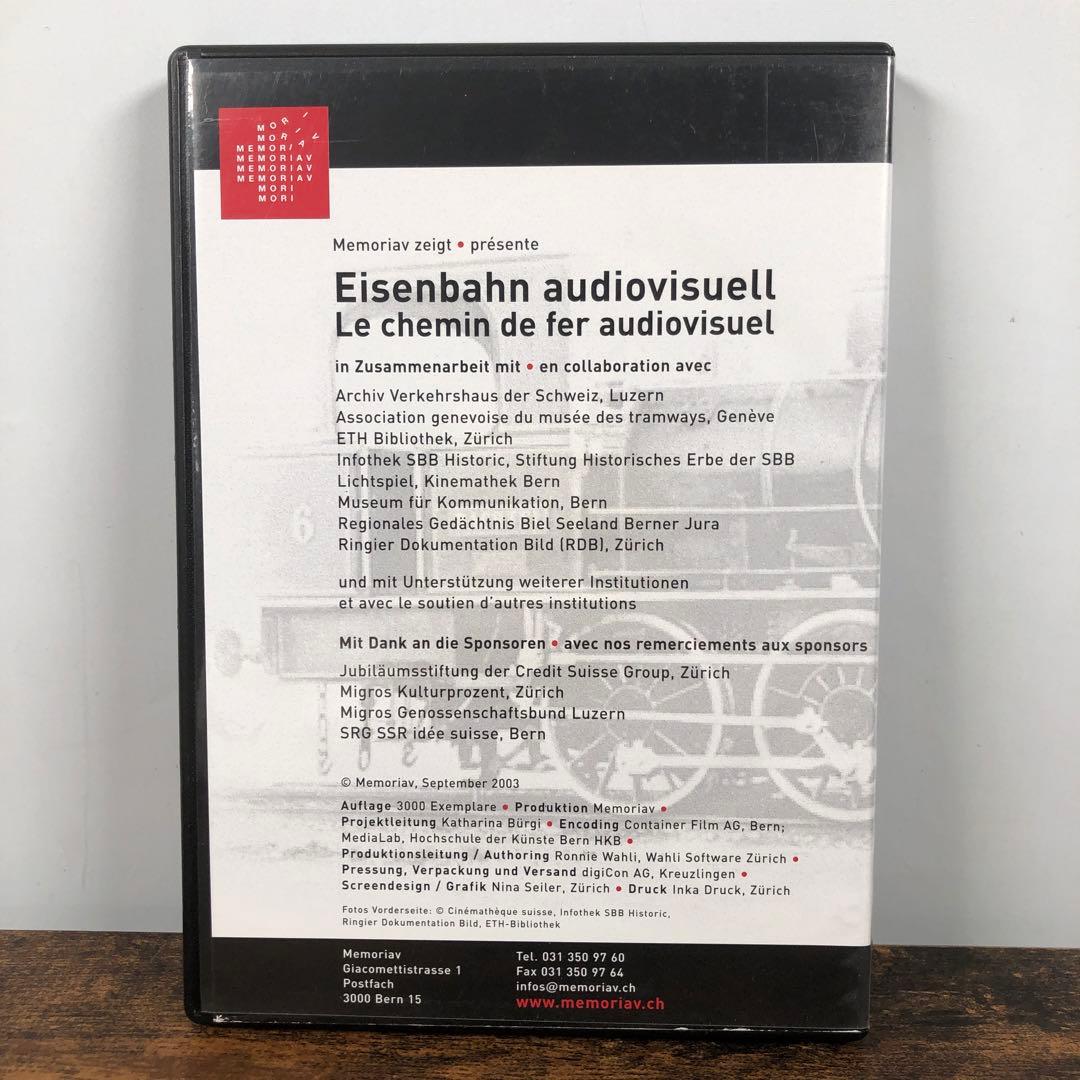 MORIV
MORIA
MEMORI
MEMORIAV
MEMORIAV
MEMORIAV
MORI
MORI
Memoriav zeigt • présente
Eisenbahn audiovisuell
Le chemin de fer audiovisuel
in Zusammenarbeit mit • en collaboration avec
Archiv Verkehrshaus der Schweiz, Luzern
Association genevoise du musée des tramways, Genève
ETH Bibliothek, Zürich
Infothek SBB Historic, Stiftung Historisches Erbe der SBB
Lichtspiel, Kinemathek Bern
Museum für Kommunikation, Bern
Regionales Gedächtnis Biel Seeland Berner Jura
Ringier Dokumentation Bild (RDB), Zürich
6
und mit Unterstützung weiterer Institutionen
et avec le soutien d'autres institutions
Mit Dank an die Sponsoren • avec nos remerciements aux sponsors
Jubiläumsstiftung der Credit Suisse Group, Zürich
Migros Kulturprozent, Zürich
Migros Genossenschaftsbund Luzern
SRG SSR idée suisse, Bern
© Memoriav, September 2003
Auflage 3000 Exemplare • Produktion Memoriav •
Projektleitung Katharina Bürgi • Encoding Container Film AG, Bern;
MediaLab, Hochschule der Künste Bern HKB •
Produktionsleitung / Authoring Ronnie Wahli, Wahli Software Zürich •
Pressung, Verpackung und Versand digiCon AG, Kreuzlingen •
Screendesign / Grafik Nina Seiler, Zürich • Druck Inka Druck, Zürich
Fotos Vorderseite: © Cinémathèque suisse, Infothek SBB Historic,
Ringier Dokumentation Bild, ETH-Bibliothek
Memoriav
Giacomettistrasse 1
Postfach
3000 Bern 15
Tel. 031 350 97 60
Fax 031 350 97 64
infos@memoriav.ch
www.memoriav.ch